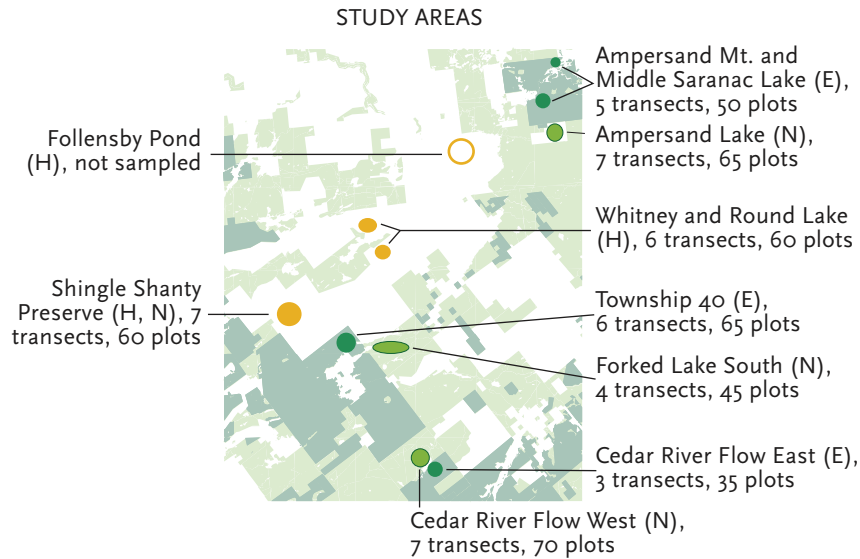 STUDY AREAS
Ampersand Mt. and
Middle Saranac Lake (E),
5 transects, 50 plots
Ampersand Lake (N),
7 transects, 65 plots
Follensby Pond
(H), not sampled
Whitney and Round Lake
(H), 6 transects, 60 plots
Shingle Shanty
Preserve (H, N), 7
transects, 60 plots
Township 40 (E),
6 transects, 65 plots
Forked Lake South (N),
4 transects, 45 plots
Cedar River Flow East (E),
3 transects, 35 plots
Cedar River Flow West (N),
7 transects, 70 plots